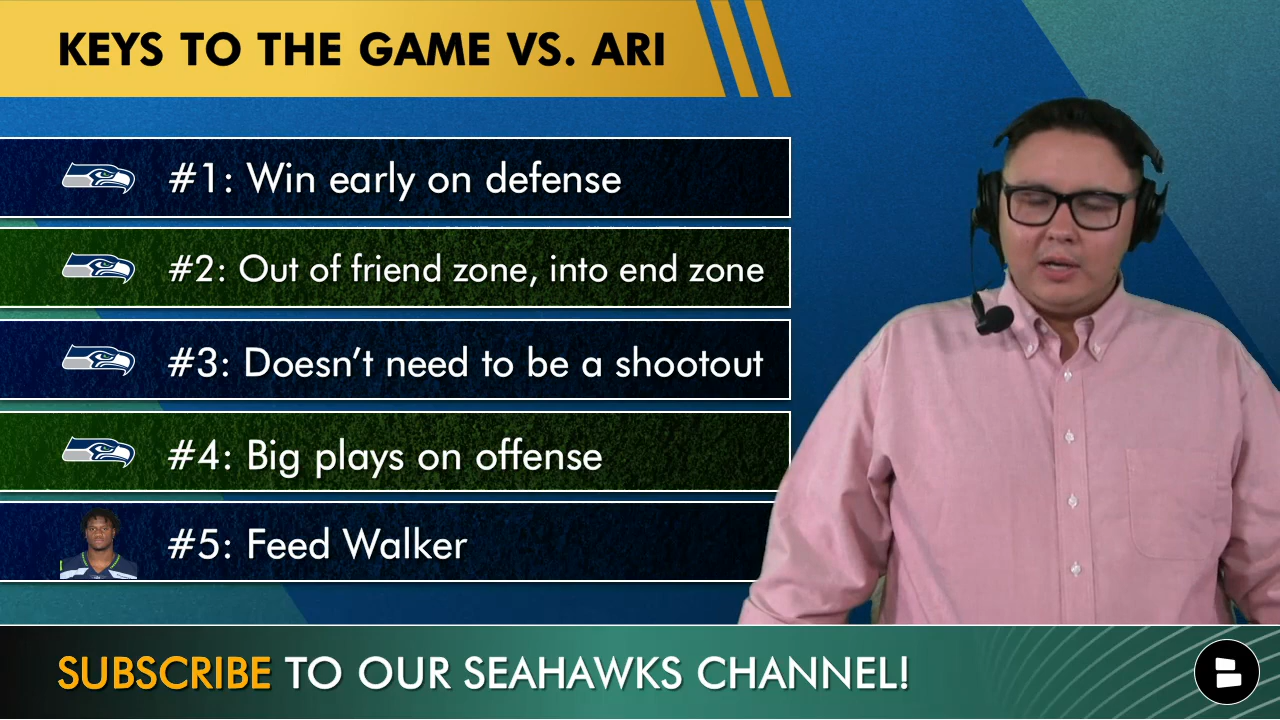 KEYS TO THE GAME VS. ARI
#1: Win early on defense
#2: Out of friend zone, into end zone
#3: Doesn’t need to be a shootout
#4: Big plays on offense
#5: Feed Walker
SUBSCRIBE TO OUR SEAHAWKS CHANNEL!